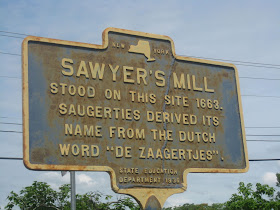 NEW YORK
SAWYER'S MILL
STOOD ON THIS SITE 1663.
SAUGERTIES DERIVED ITS
NAME FROM THE DUTCH
WORD "DE ZAAGERTJES".
STATE EDUCATION
DEPARTMENT 1935